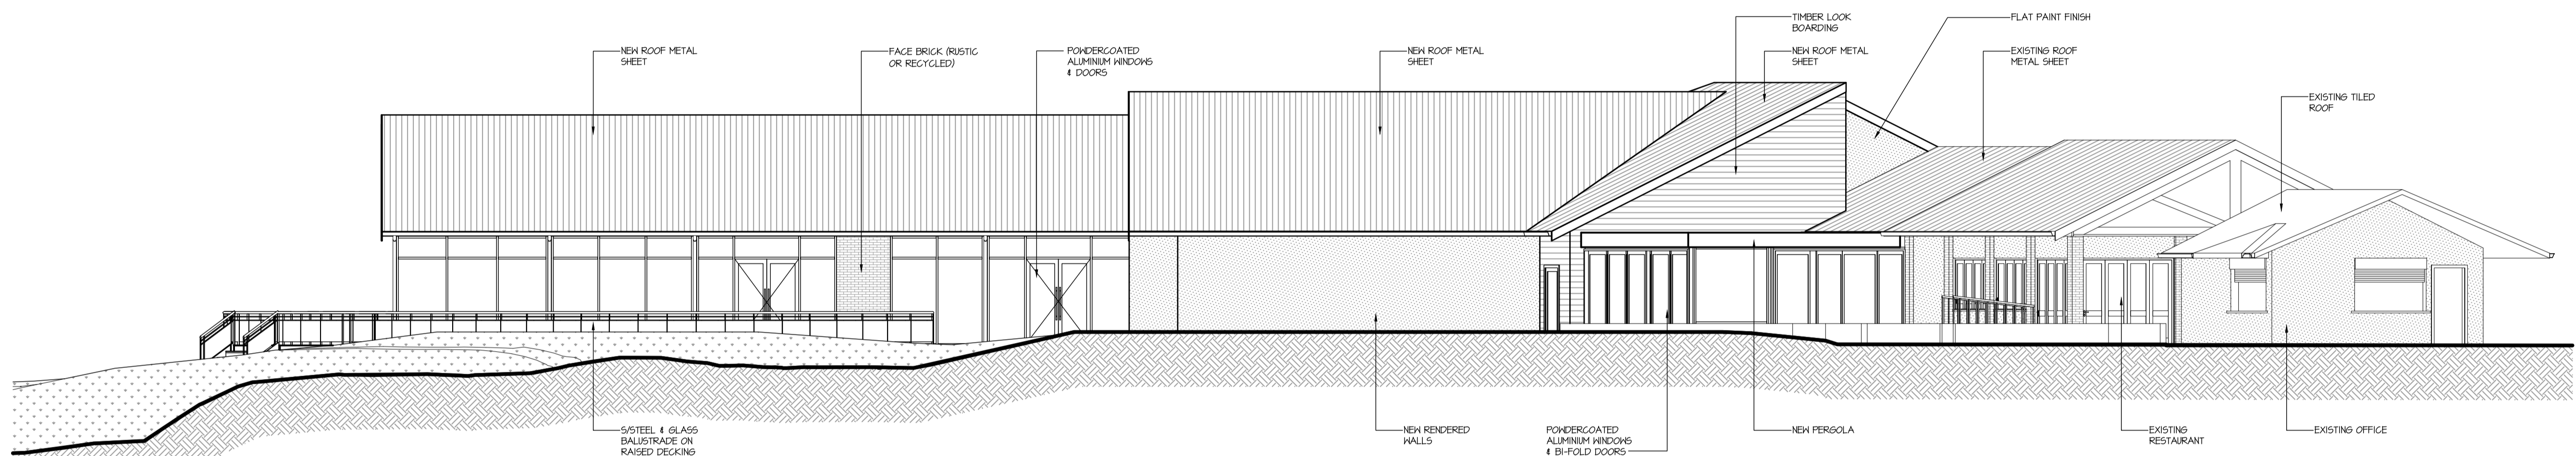 TIMBER LOOK
BOARDING
FLAT PAINT FINISH
NEW ROOF METAL
SHEET
FACE BRICK (RUSTIC
OR RECYCLED)
POWDERCOATED
ALUMINIUM WINDOWS
& DOORS
NEW ROOF METAL
SHEET
NEW ROOF METAL
SHEET
EXISTING ROOF
METAL SHEET
EXISTING TILED
ROOF
S/STEEL & GLASS
BALUSTRADE ON
RAISED DECKING
NEW RENDERED
WALLS
POWDERCOATED
ALUMINIUM WINDOWS
& BI-FOLD DOORS
NEW PERGOLA
EXISTING
RESTAURANT
EXISTING OFFICE